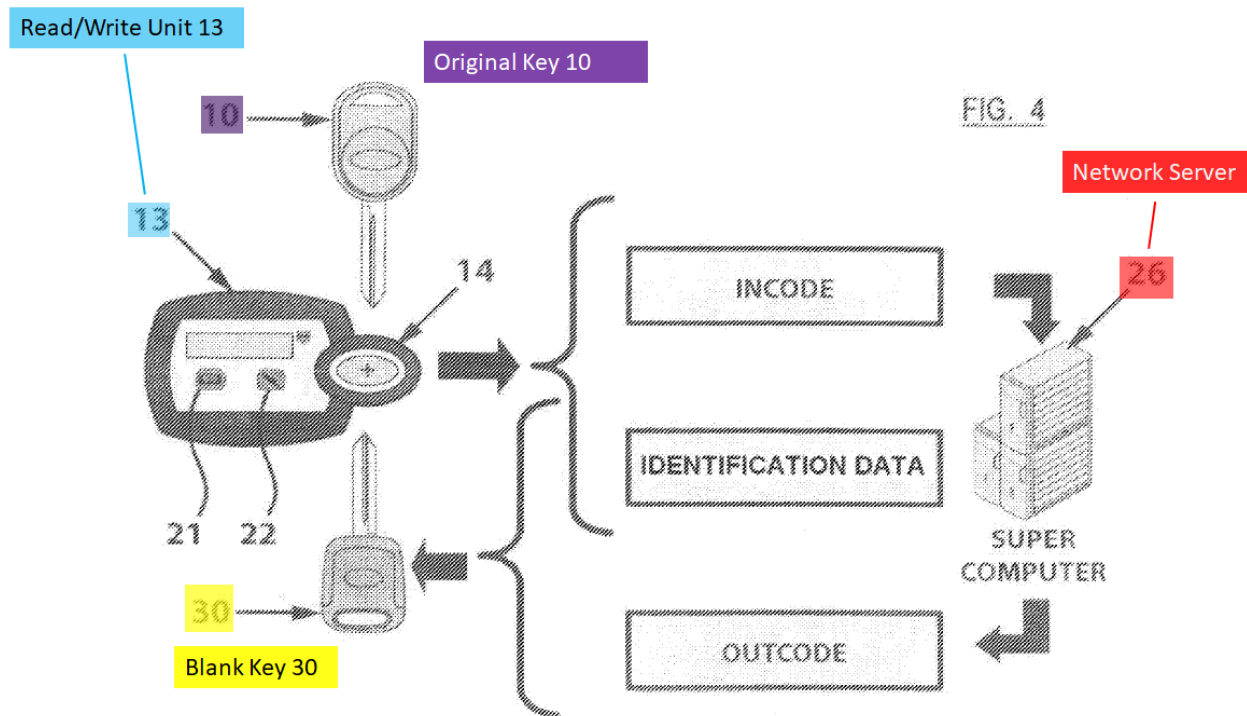 Read/Write Unit 13
Original Key 10
10
FIG. 4
Network Server
13
26
14
INCODE
IDENTIFICATION DATA
21
22
SUPER
COMPUTER
30
OUTCODE
Blank Key 30